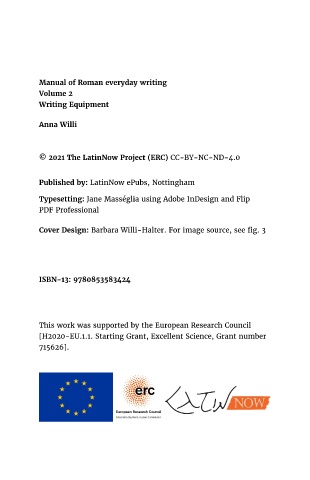 Manual of Roman everyday writing
Volume 2
Writing Equipment
Anna Willi
© 2021 The LatinNow Project (ERC) CC-BY-NC-ND-4.0
Published by: LatinNow ePubs, Nottingham
Typesetting: Jane Masséglia using Adobe InDesign and Flip
PDF Professional
Cover Design: Barbara Willi-Halter. For image source, see fig. 3
ISBN-13: 9780853583424
This work was supported by the European Research Council
[H2020-EU.1.1. Starting Grant, Excellent Science, Grant number
715626].
erc
European Research Council
LATIN NOW